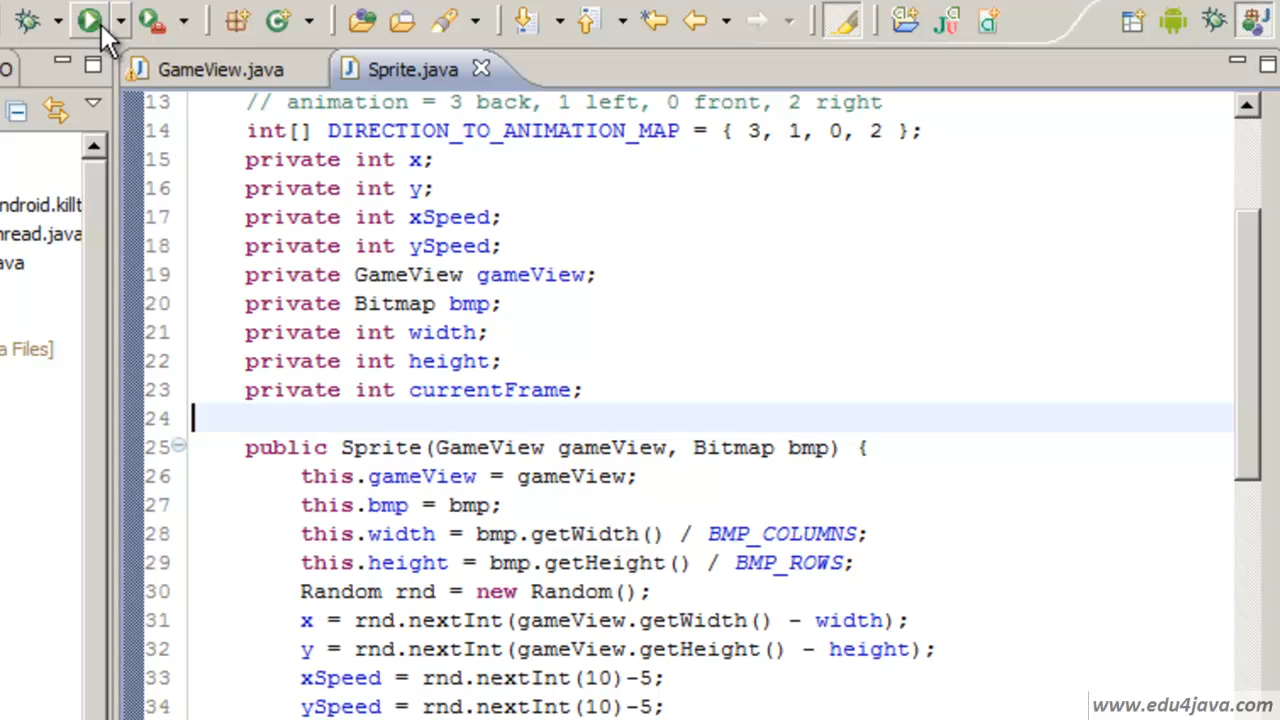 O
GameView.java
Sprite.java
ndroid.killt
hread.java
ava
a Files]
13 // animation = 3 back, 1 left, 0 front, 2 right
14 int[] DIRECTION_TO_ANIMATION_MAP = { 3, 1, 0, 2 };
15 private int x;
16 private int y;
17 private int xSpeed;
18 private int ySpeed;
19 private GameView gameView;
20 private Bitmap bmp;
21 private int width;
22 private int height;
23 private int currentFrame;
24
25 public Sprite(GameView gameView, Bitmap bmp) {
26 this.gameView = gameView;
27 this.bmp = bmp;
28 this.width = bmp.getWidth() / BMP_COLUMNS;
29 this.height = bmp.getHeight() / BMP_ROWS;
30 Random rnd = new Random();
31 x = rnd.nextInt(gameView.getWidth() - width);
32 y = rnd.nextInt(gameView.getHeight() - height);
33 xSpeed = rnd.nextInt(10)-5;
34 ySpeed = rnd.nextInt(10)-5;
www.edu4java.com